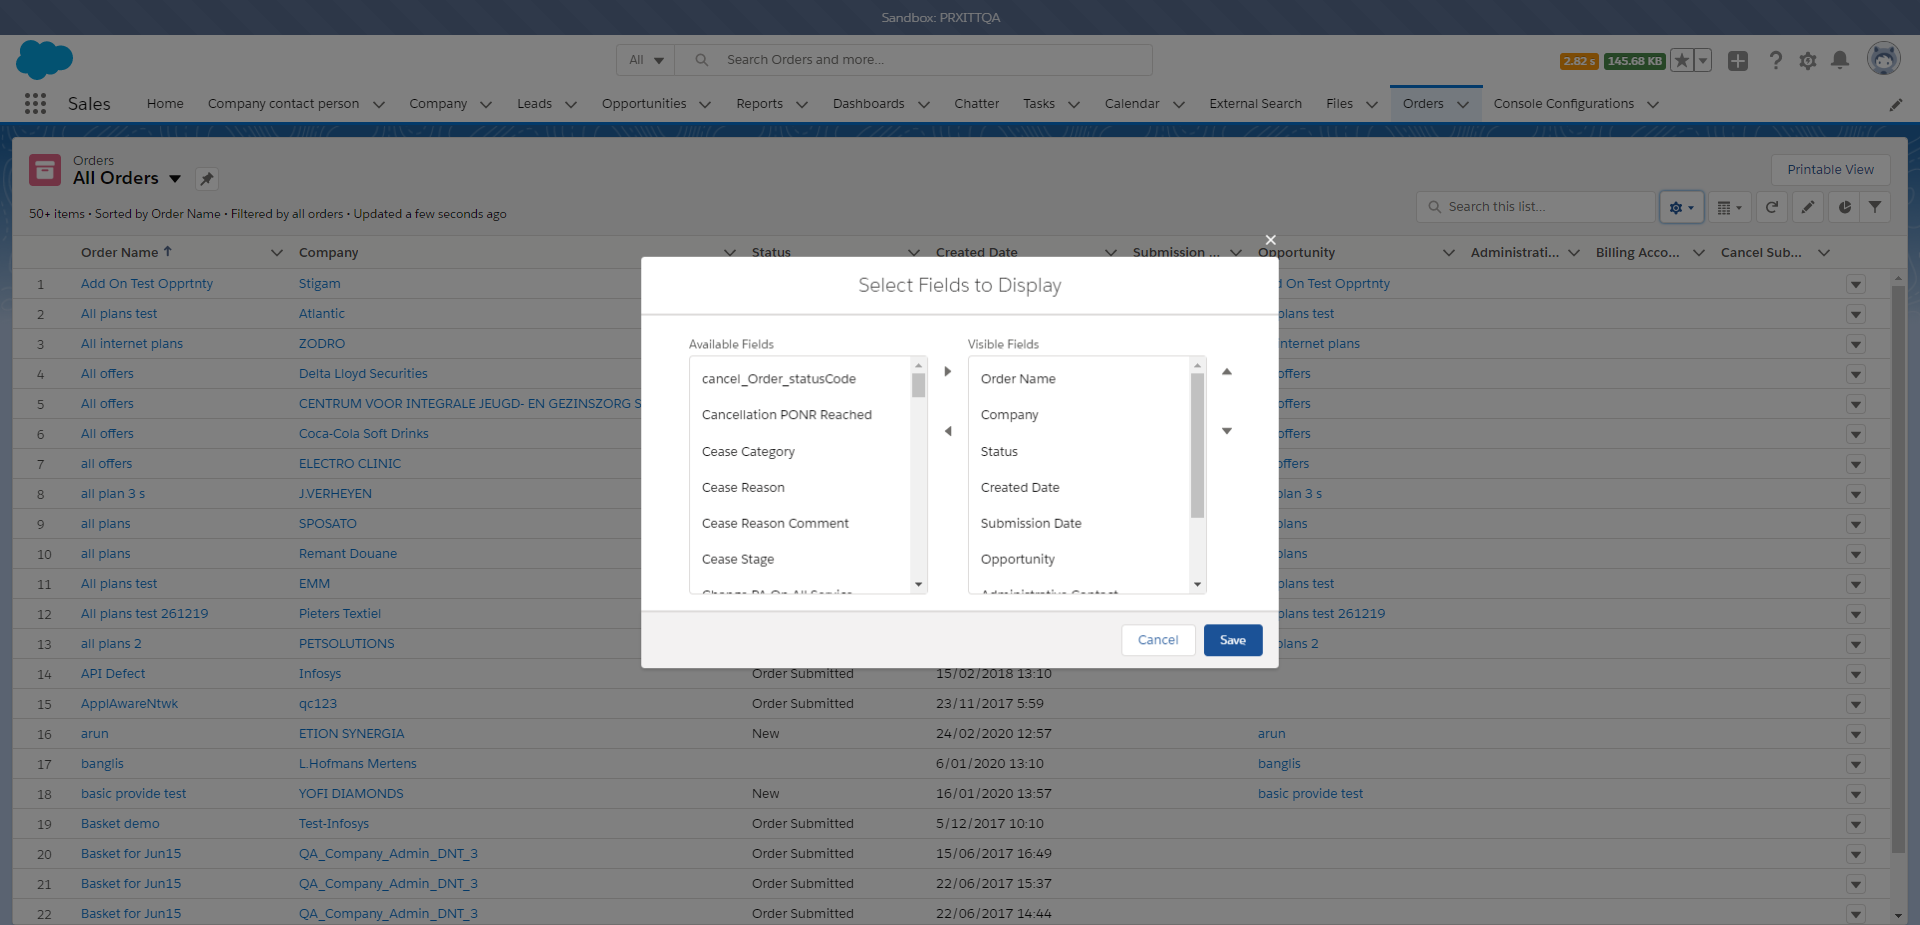 Sandbox: PRXITTQA
All
Search Orders and more...
2.82 s
145.68 KB
Sales
Home
Company contact person
Company
Leads
Opportunities
Reports
Dashboards
Chatter
Tasks
Calendar
External Search
Files
Orders
Console Configurations
Orders
All Orders
Printable View
50+ items • Sorted by Order Name • Filtered by all orders • Updated a few seconds ago
Search this list...
Order Name
Company
Status
Created Date
Submission ...
Opportunity
Administrati...
Billing Acco...
Cancel Sub...
1 Add On Test Opprtnty Stigam d On Test Opprtnty
2 All plans test Atlantic plans test
3 All internet plans ZODRO nternet plans
4 All offers Delta Lloyd Securities offers
5 All offers CENTRUM VOOR INTEGRALE JEUGD- EN GEZINSZORG S offers
6 All offers Coca-Cola Soft Drinks offers
7 all offers ELECTRO CLINIC offers
8 all plan 3 s J.VERHEYEN plan 3 s
9 all plans SPOSATO plans
10 all plans Remant Douane plans
11 All plans test EMM plans test
12 All plans test 261219 Pieters Textiel plans test 261219
13 all plans 2 PETSOLUTIONS plans 2
14 API Defect Infosys Order Submitted 15/02/2018 13:10
15 ApplAwareNtwk qc123 Order Submitted 23/11/2017 5:59
16 arun ETION SYNERGIA New 24/02/2020 12:57 arun
17 banglis L.Hofmans Mertens 6/01/2020 13:10 banglis
18 basic provide test YOFI DIAMONDS New 16/01/2020 13:57 basic provide test
19 Basket demo Test-Infosys Order Submitted 5/12/2017 10:10
20 Basket for Jun15 QA_Company_Admin_DNT_3 Order Submitted 15/06/2017 16:49
21 Basket for Jun15 QA_Company_Admin_DNT_3 Order Submitted 22/06/2017 15:37
22 Basket for Jun15 QA_Company_Admin_DNT_3 Order Submitted 22/06/2017 14:44
Select Fields to Display
Available Fields
cancel_Order_statusCode
Cancellation PONR Reached
Cease Category
Cease Reason
Cease Reason Comment
Cease Stage
Change BA On All Service
Visible Fields
Order Name
Company
Status
Created Date
Submission Date
Opportunity
Administrative Contact
Cancel
Save